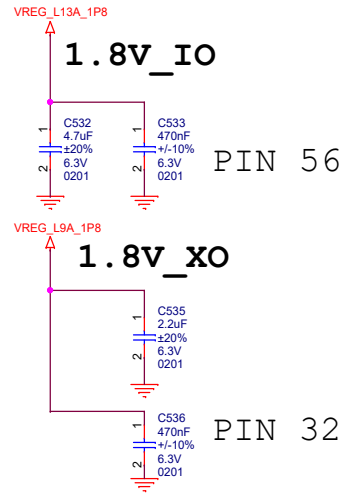 VREG_L13A_1P8
1.8V_IO
1
2
C532
4.7uF
±20%
6.3V
0201
1
2
C533
470nF
+/-10%
6.3V
0201
PIN 56
VREG_L9A_1P8
1.8V_XO
1
2
C535
2.2uF
±20%
6.3V
0201
1
2
C536
470nF
+/-10%
6.3V
0201
PIN 32